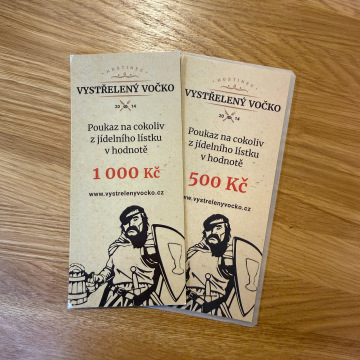 HOSTINEC
VYSTŘELENÝ VOČKO
20 14
Poukaz na cokoliv
z jídelního lístku
v hodnotě
1 000 Kč
www.vystrelenyvocko.cz
HOSTINEC
VYSTŘELENÝ VOČKO
20 14
Poukaz na cokoliv
z jídelního lístku
v hodnotě
500 Kč
www.vystrelenyvocko.cz